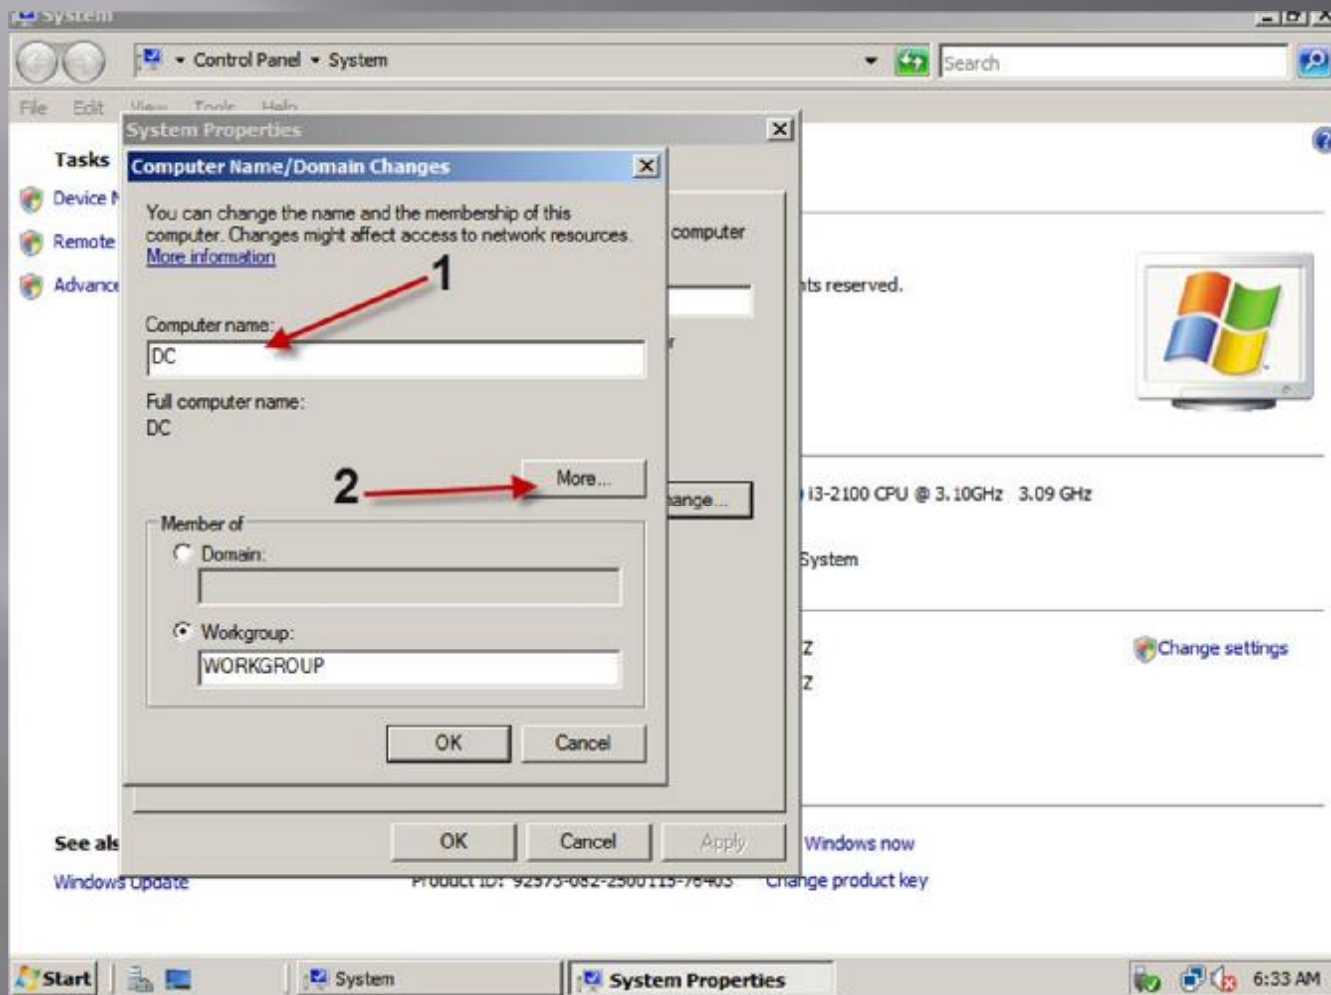 System
Control Panel
System
Search
File Edit View Tools Help
System Properties
Tasks
Computer Name/Domain Changes
Device
You can change the name and the membership of this
computer. Changes might affect access to network resources.
computer
Remote
More information
1
Advance
reserved.
Computer name:
DC
Full computer name:
DC
More...
2
i3-2100 CPU @ 3.10GHz 3.09 GHz
Member of
Domain:
System
Workgroup:
Change settings
WORKGROUP
OK Cancel
See
OK Cancel Apply
Windows now
Windows Update
Change product key
Start
System
System Properties
6:33 AM